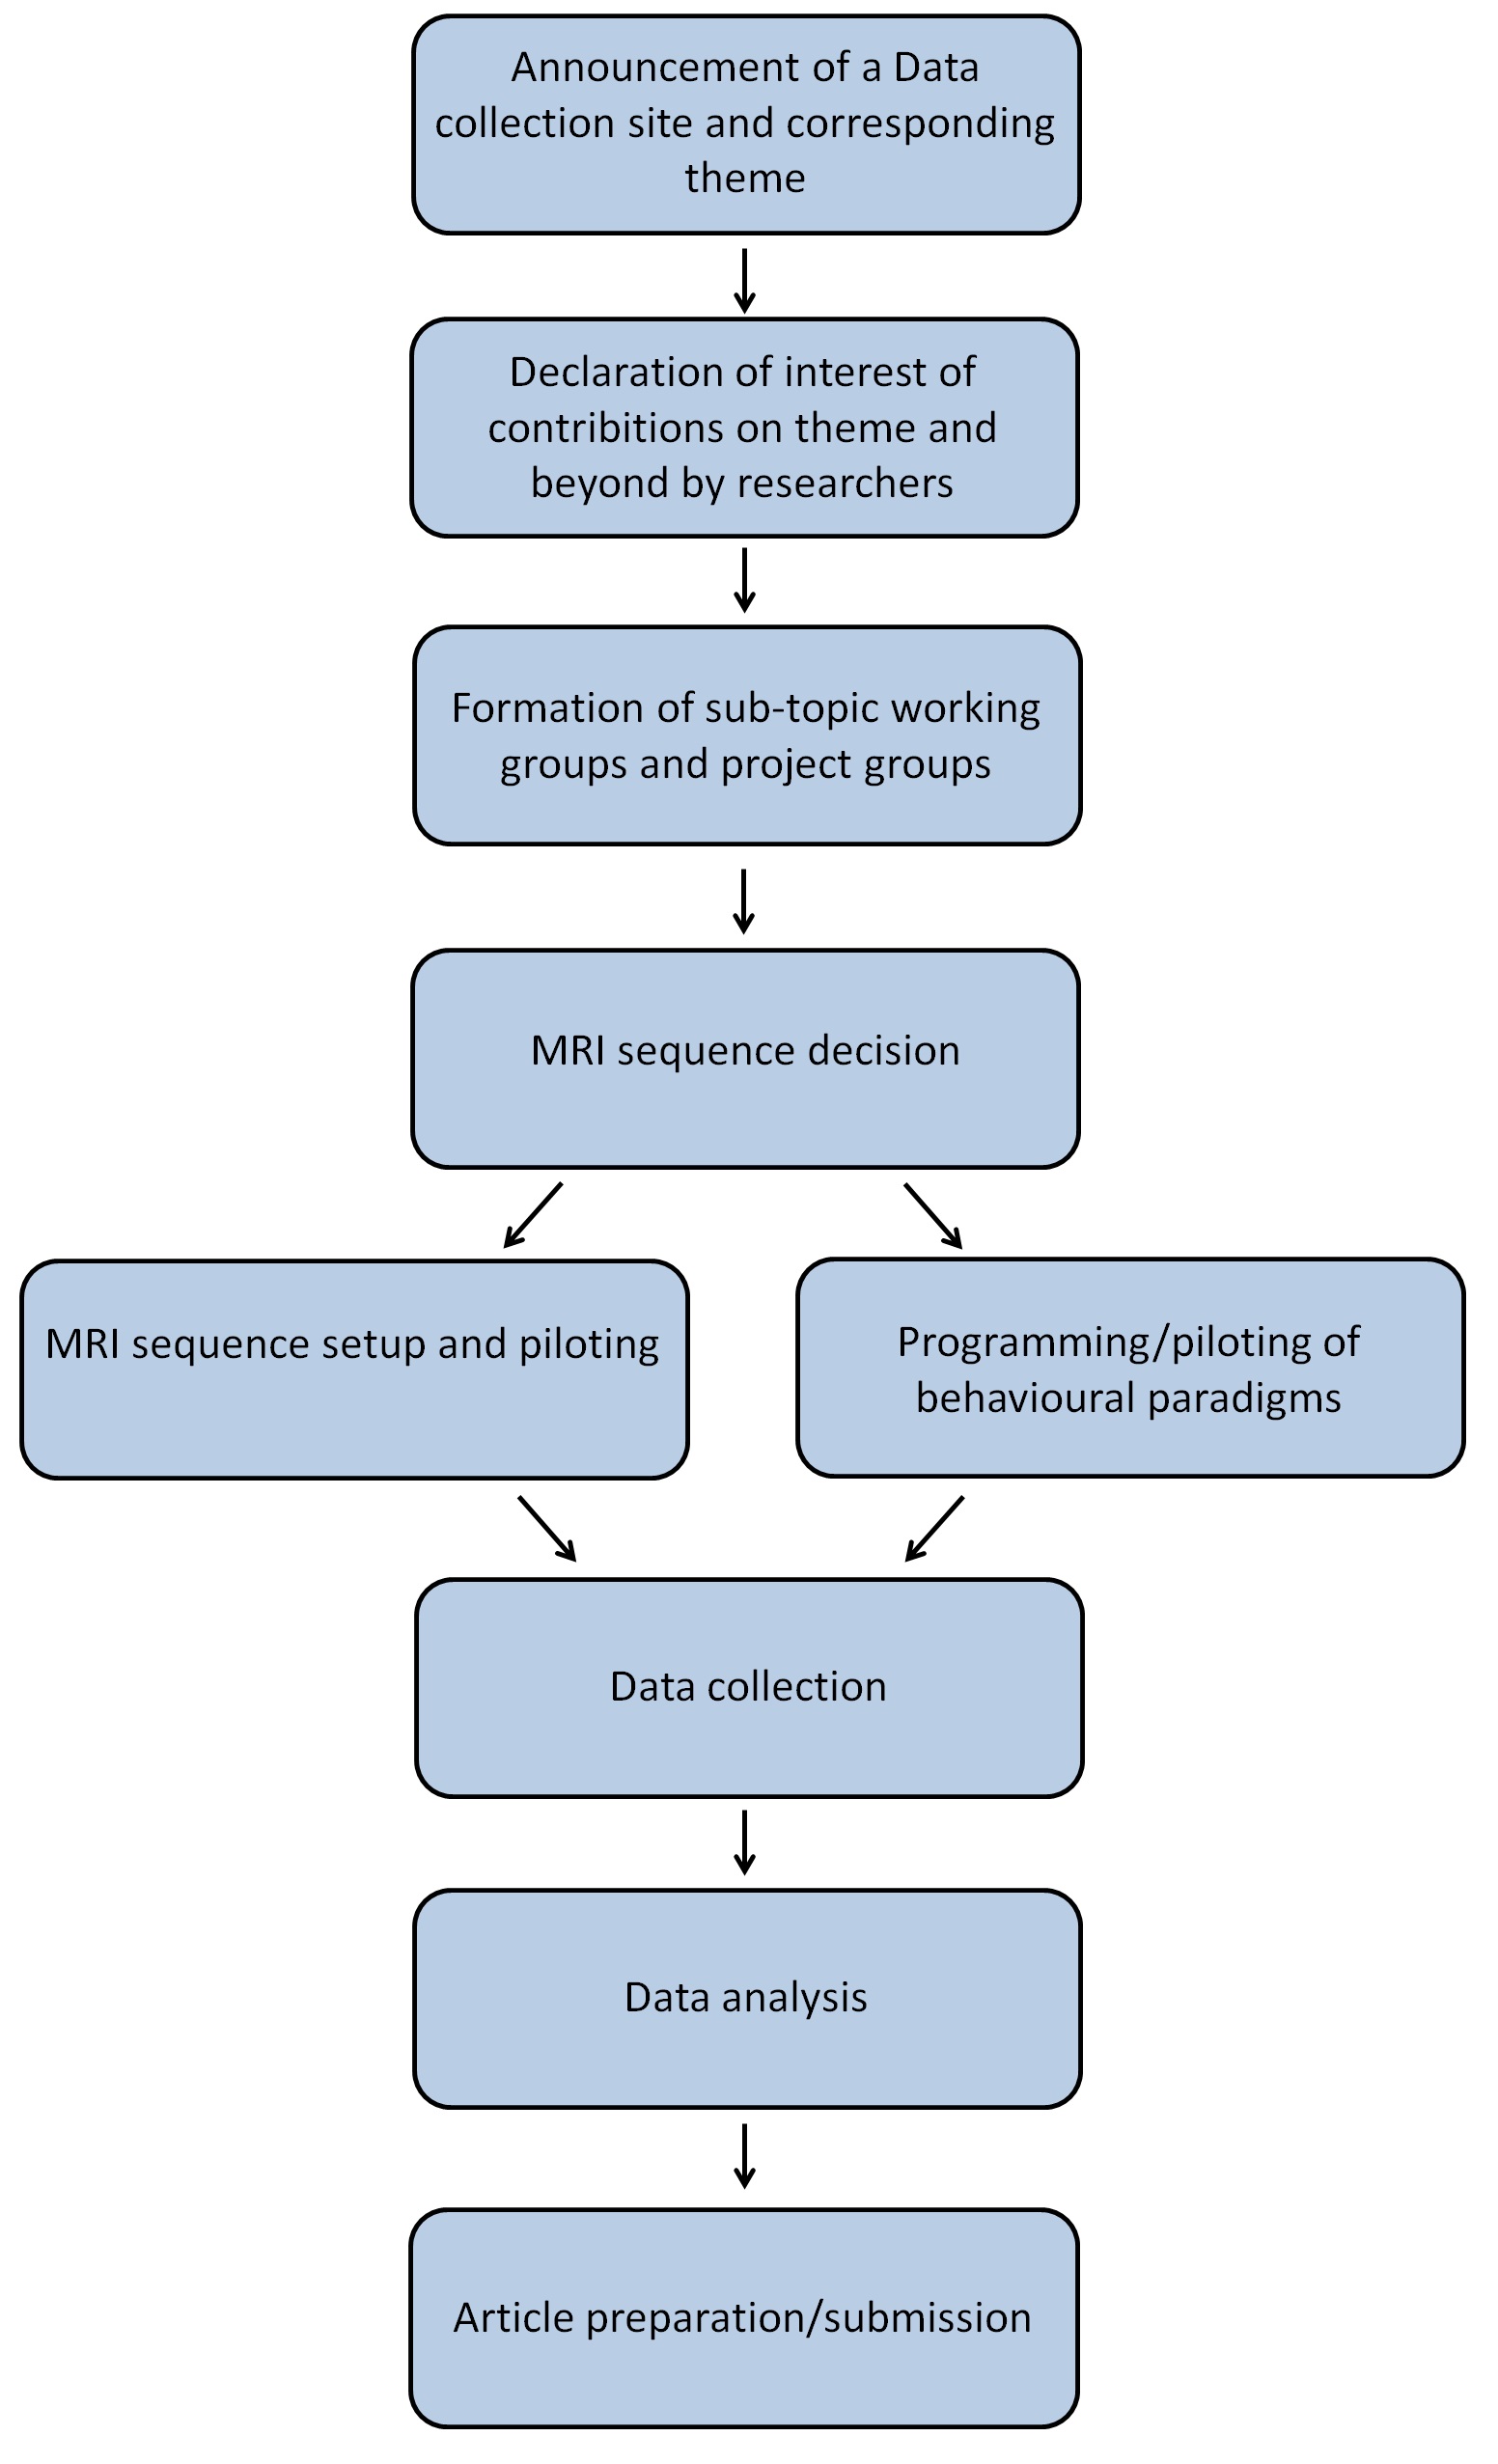 Announcement of a Data
collection site and corresponding
theme
Declaration of interest of
contribitions on theme and
beyond by researchers
Formation of sub-topic working
groups and project groups
MRI sequence decision
MRI sequence setup and piloting
Programming/piloting of
behavioural paradigms
Data collection
Data analysis
Article preparation/submission